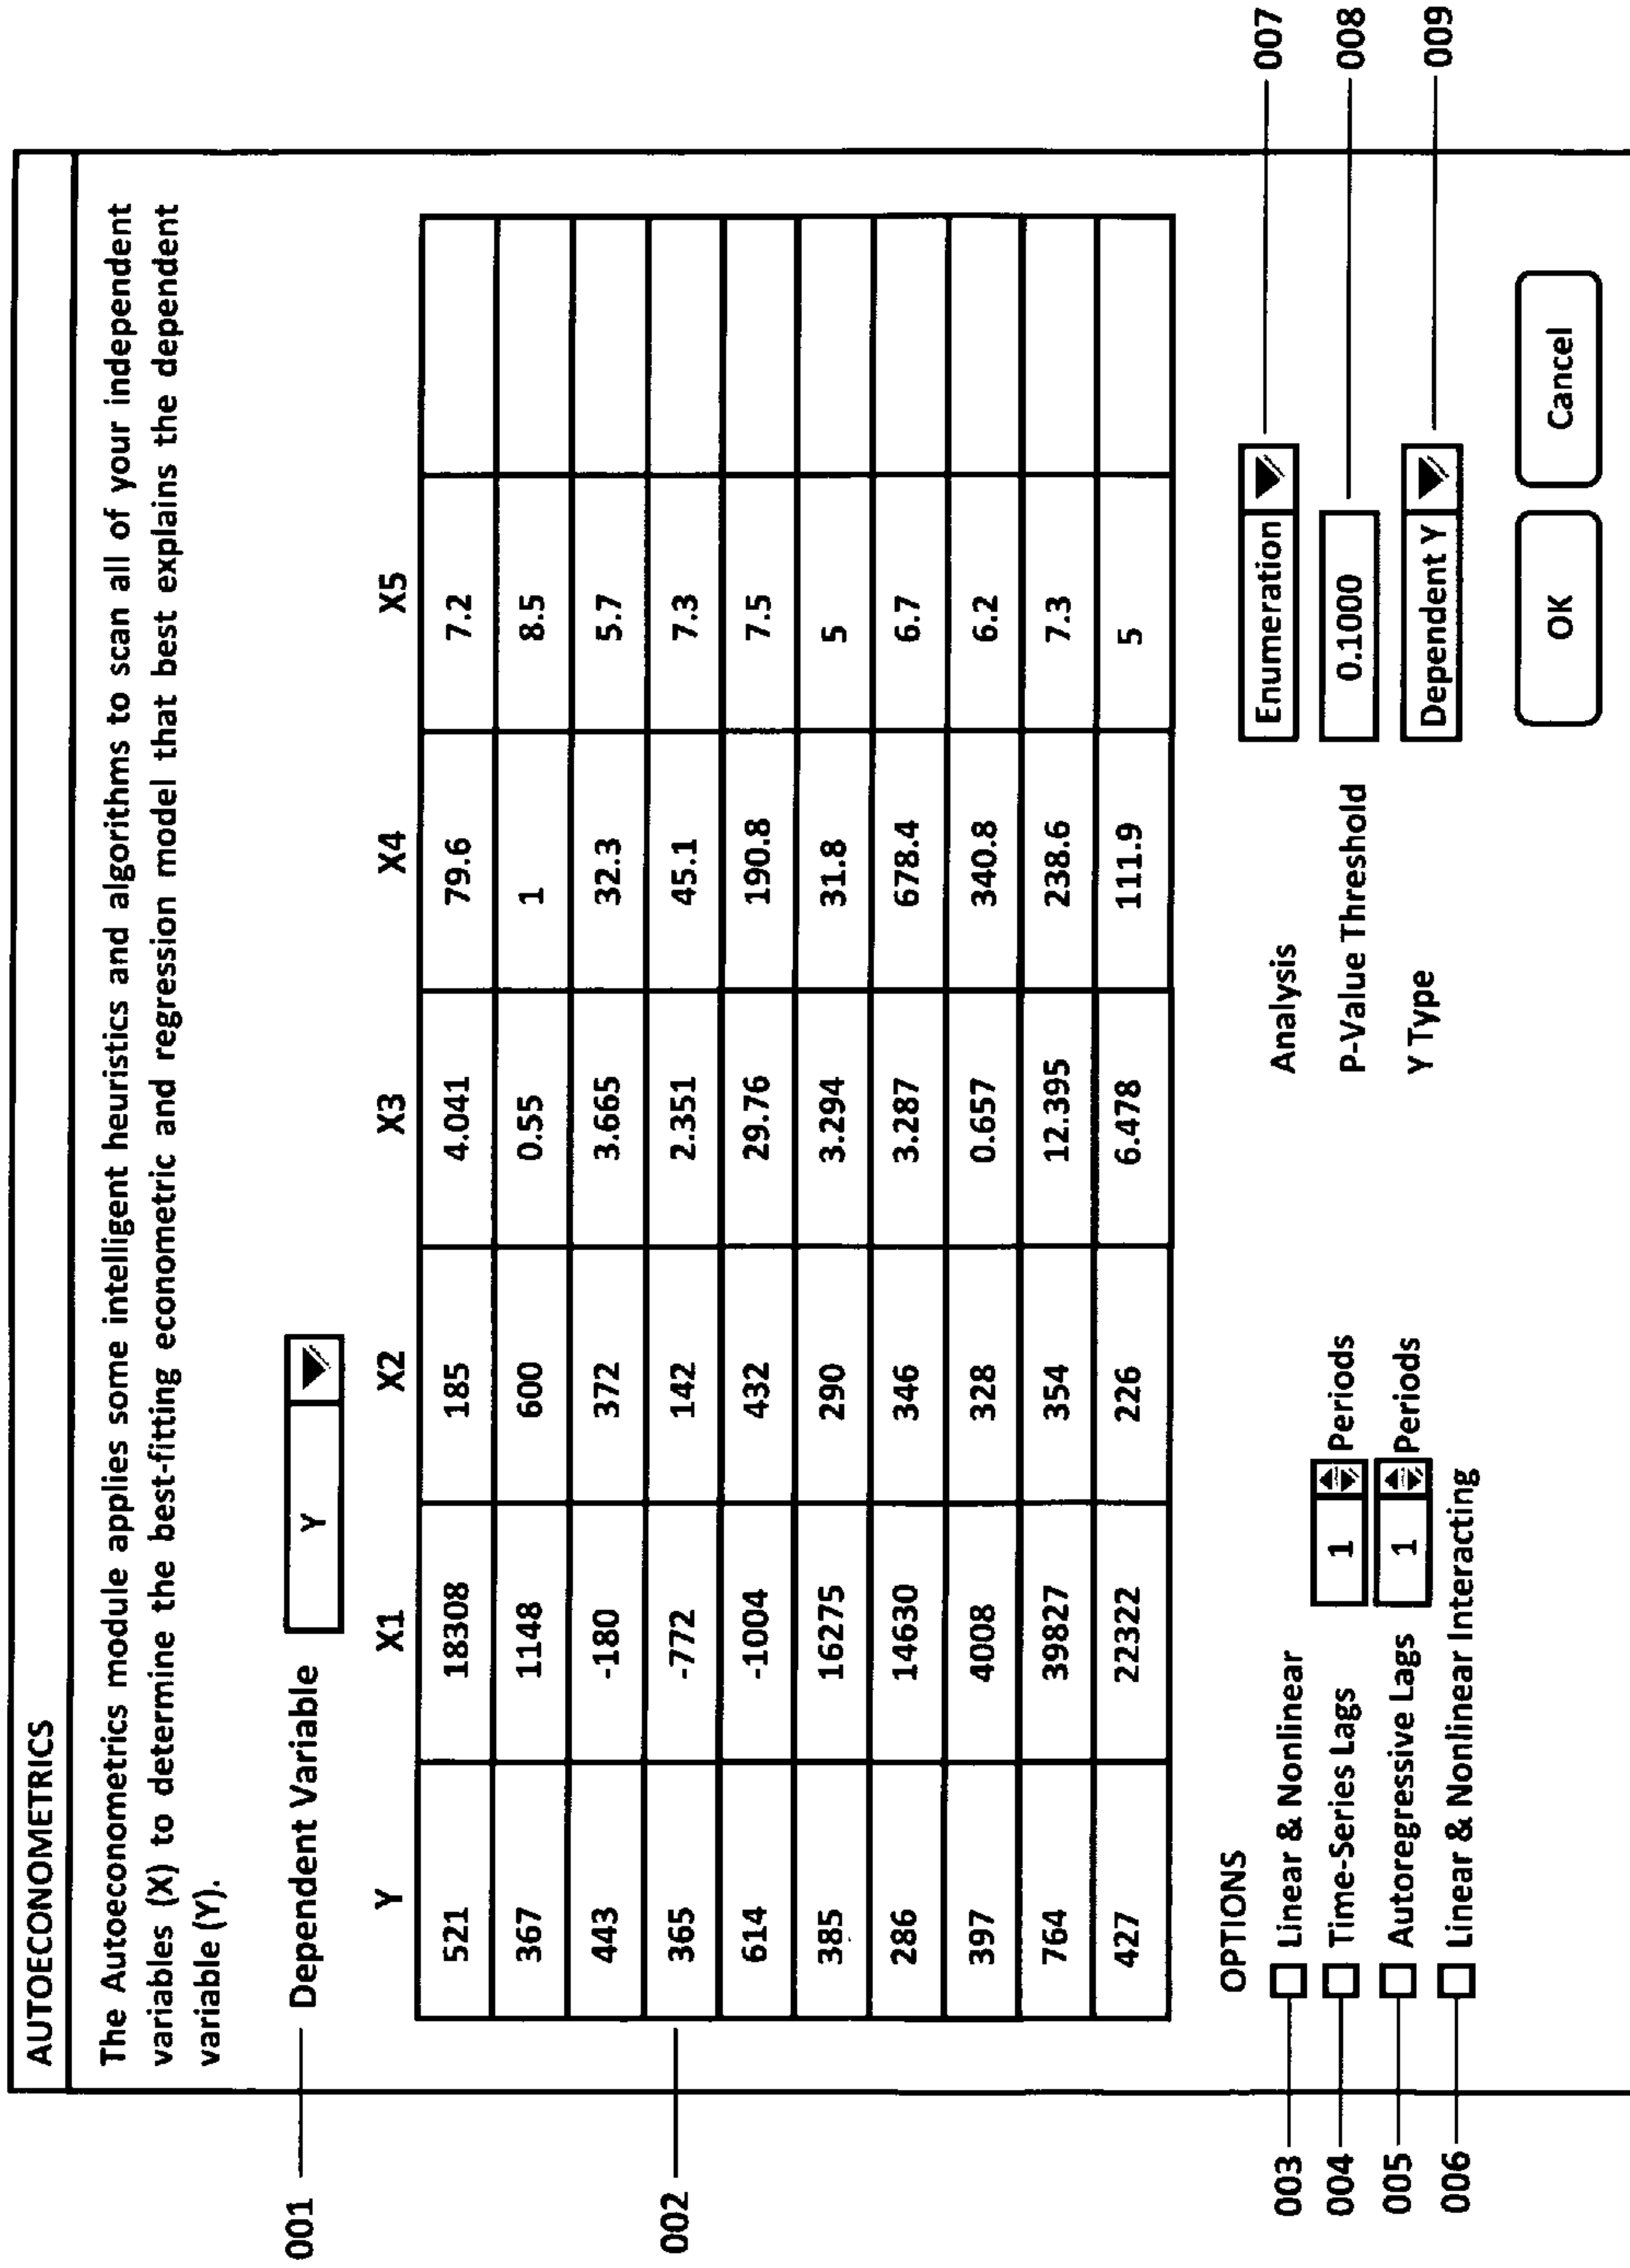 AUTOECONOMETRICS
The Autoeconometrics module applies some intelligent heuristics and algorithms to scan all of your independent
variables (X) to determine the best-fitting econometric and regression model that best explains the dependent
variable (Y).
001 Dependent Variable Y
Y X1 X2 X3 X4 X5
521 18308 185 4.041 79.6 7.2
367 1148 600 0.55 1 8.5
443 -180 372 3.665 32.3 5.7
365 -772 142 2.351 45.1 7.3
614 -1004 432 29.76 190.8 7.5
385 16275 290 3.294 31.8 5
002
286 14630 346 3.287 678.4 6.7
397 4008 328 0.657 340.8 6.2
764 39827 354 12.395 238.6 7.3
427 22322 226 6.478 111.9 5
OPTIONS
003 Linear & Nonlinear
004 Time-Series Lags 1 Periods
005 Autoregressive Lags 1 Periods
006 Linear & Nonlinear Interacting
Analysis Enumeration 007
P-Value Threshold 0.1000 008
Y Type Dependent Y 009
OK Cancel